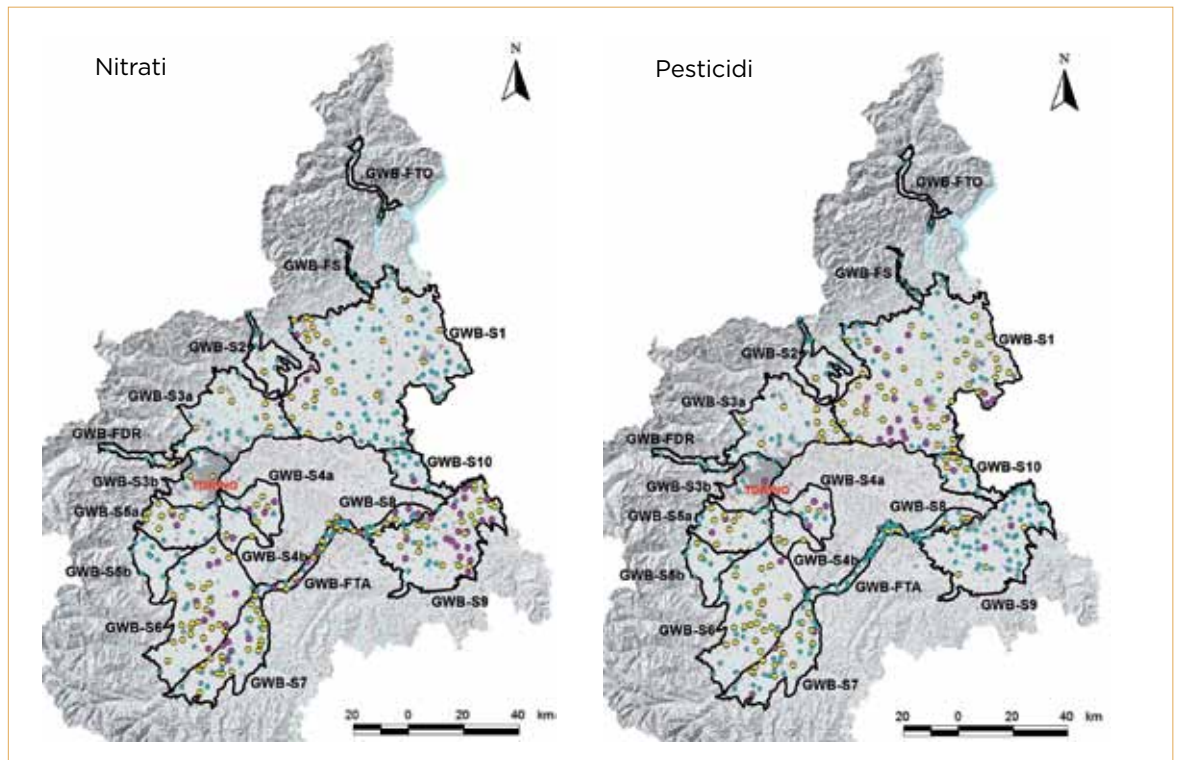 Nitrati
N
GWB-FTO
GWB-FS
GWB-S1
GWB-S2
GWB-S3a
GWB-FDR
GWB-S10
GWB-S4a
GWB-S3b
TORINO
GWB-S8
GWB-S5a
GWB-S4b
GWB-S5b
GWB-FTA
GWB-S9
GWB-S6
GWB-S7
20 0 20 40 km
Pesticidi
N
GWB-FTO
GWB-FS
GWB-S1
GWB-S2
GWB-S3a
GWB-FDR
GWB-S10
GWB-S4a
GWB-S3b
TORINO
GWB-S8
GWB-S5a
GWB-S4b
GWB-S5b
GWB-FTA
GWB-S9
GWB-S6
GWB-S7
20 0 20 40 km